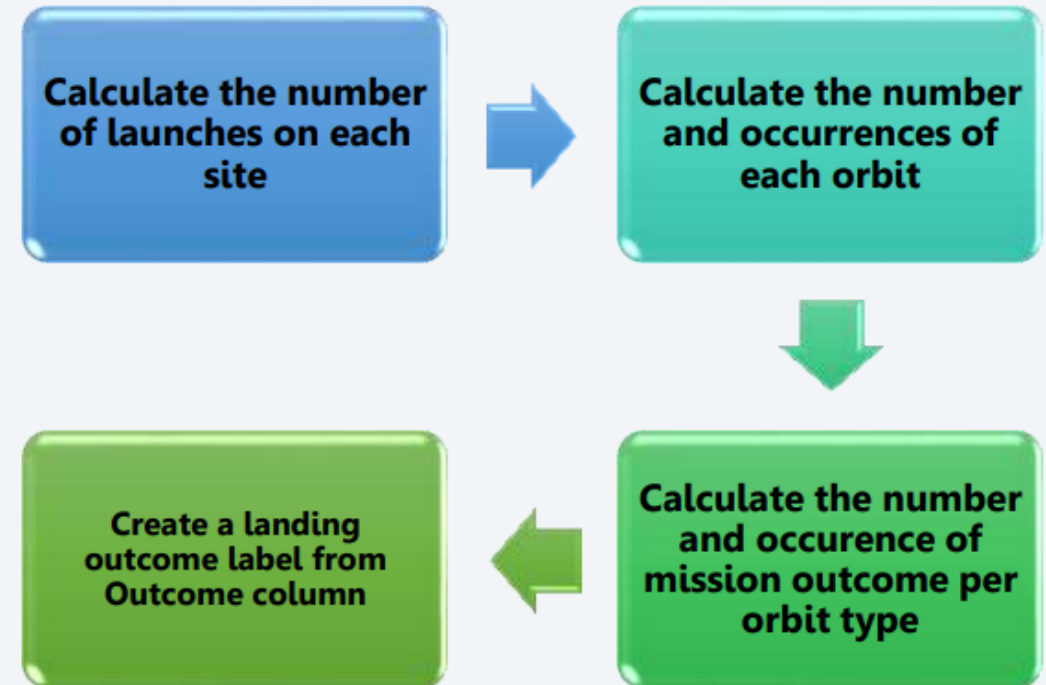 Calculate the number
of launches on each
site
Calculate the number
and occurrences of
each orbit
Calculate the number
and occurence of
mission outcome per
orbit type
Create a landing
outcome label from
Outcome column